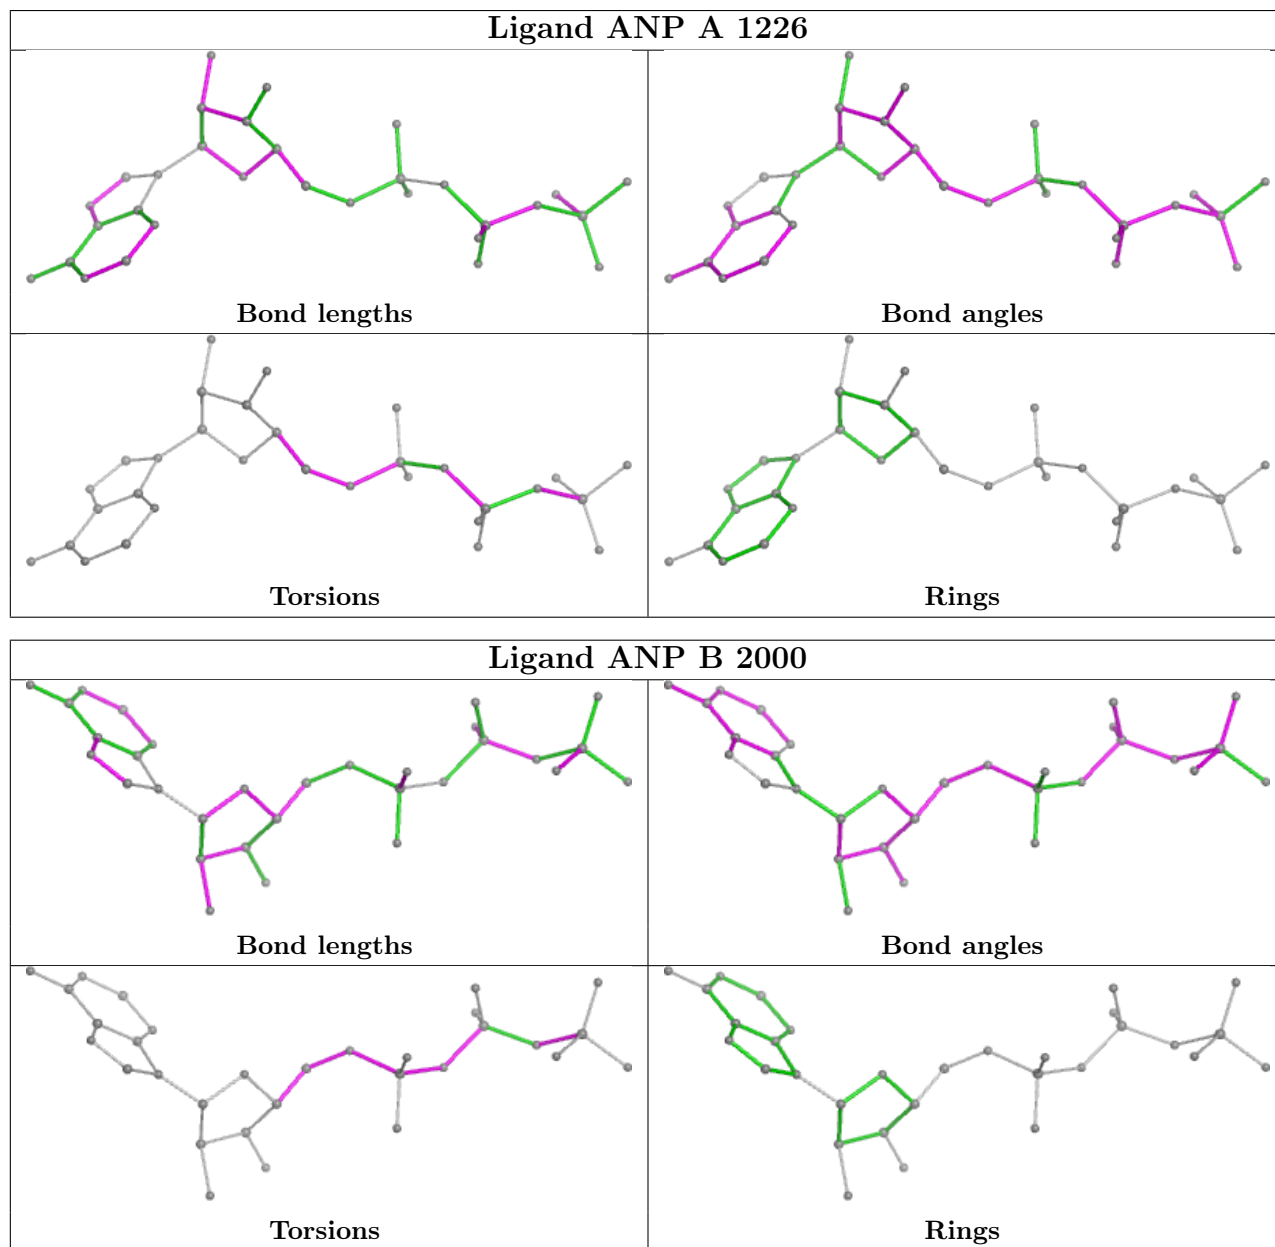 Ligand ANP A 1226
Bond lengths
Bond angles
Torsions
Rings
Ligand ANP B 2000
Bond lengths
Bond angles
Torsions
Rings